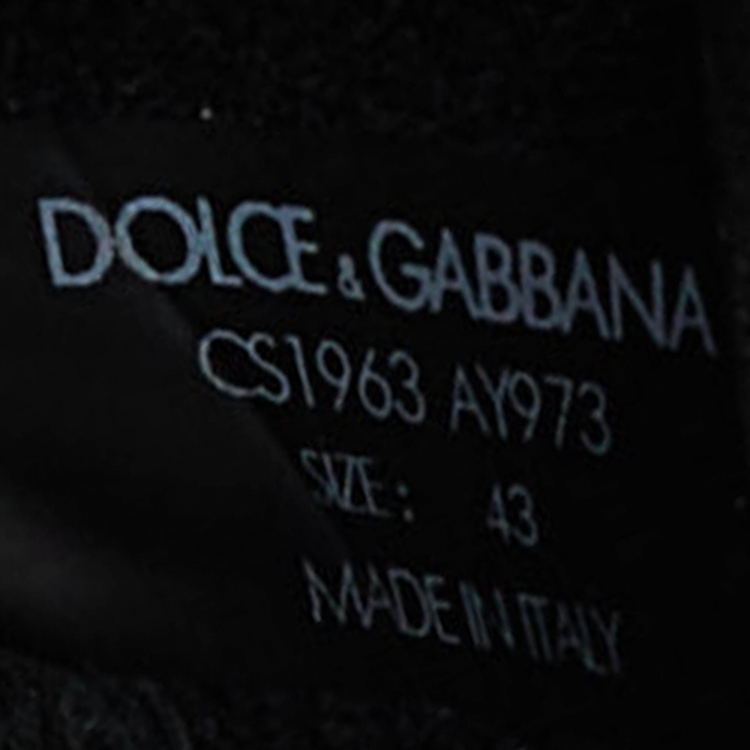 DOLCE & GABBANA
CS1963 AY973
SIZE: 43
MADE IN ITALY